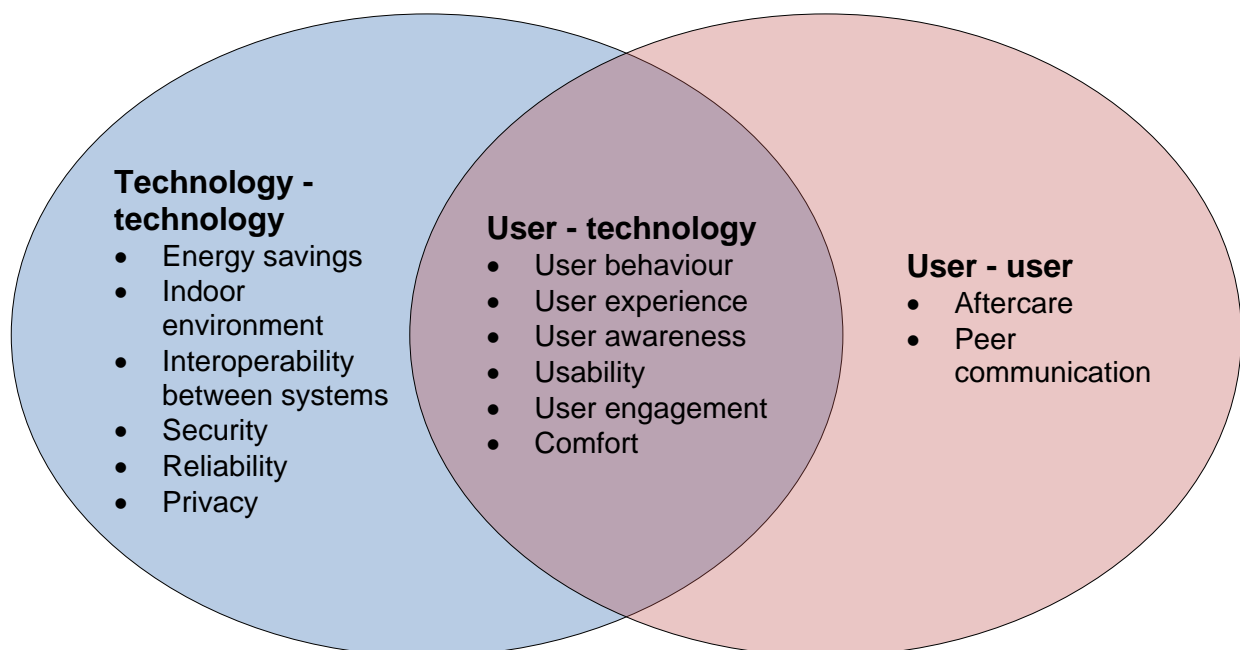 Technology -
technology
• Energy savings
• Indoor
environment
• Interoperability
between systems
• Security
• Reliability
• Privacy
User - technology
• User behaviour
• User experience
• User awareness
• Usability
• User engagement
• Comfort
User - user
• Aftercare
• Peer
communication